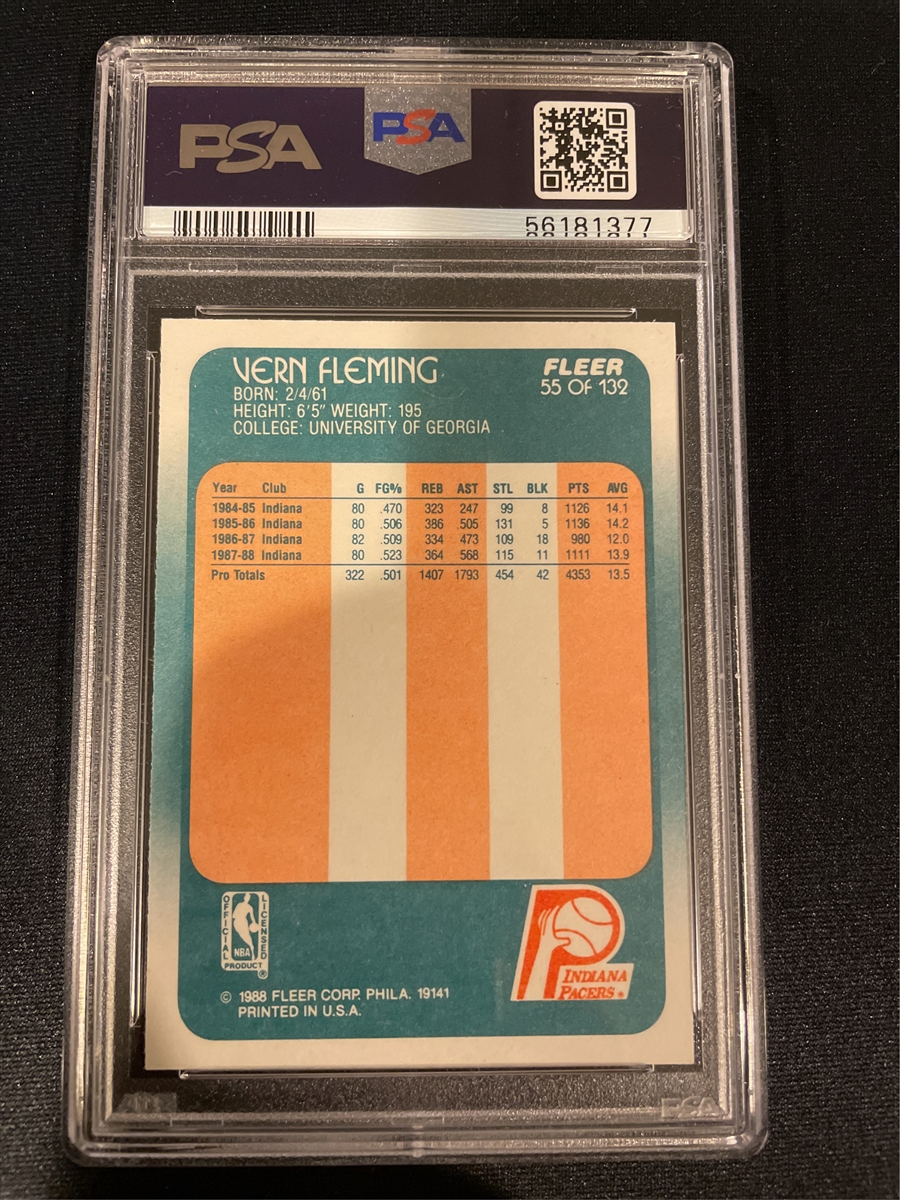 PSA PSA
56181377
VERN FLEMING FLEER
BORN: 2/4/61 55 OF 132
HEIGHT: 6'5" WEIGHT: 195
COLLEGE: UNIVERSITY OF GEORGIA
Year Club G FG% REB AST STL BLK PTS AVG
1984-85 Indiana 80 .470 323 247 99 8 1126 14.1
1985-86 Indiana 80 .506 386 505 131 5 1136 14.2
1986-87 Indiana 82 .509 334 473 109 18 980 12.0
1987-88 Indiana 80 .523 364 568 115 11 1111 13.9
Pro Totals 322 .501 1407 1793 454 42 4353 13.5
OFFICIAL LICENSED
NBA
PRODUCT ®
INDIANA
PACERS ®
© 1988 FLEER CORP. PHILA. 19141
PRINTED IN U.S.A.
PSA